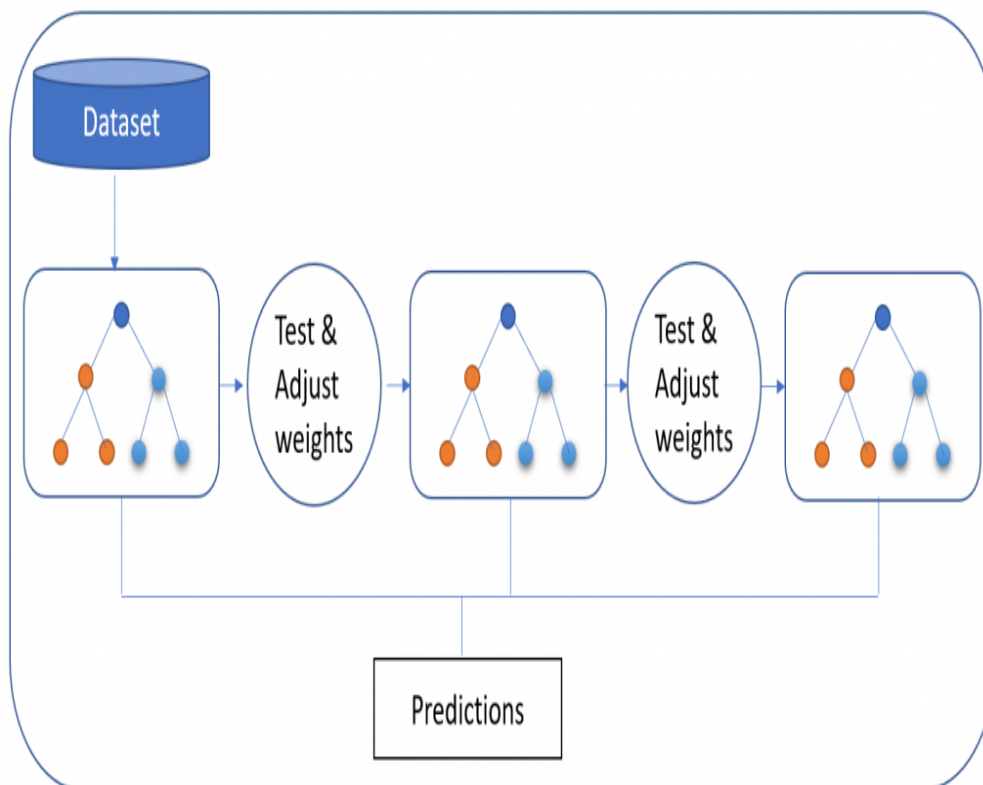 Dataset
Test &
Adjust
weights
Test &
Adjust
weights
Predictions